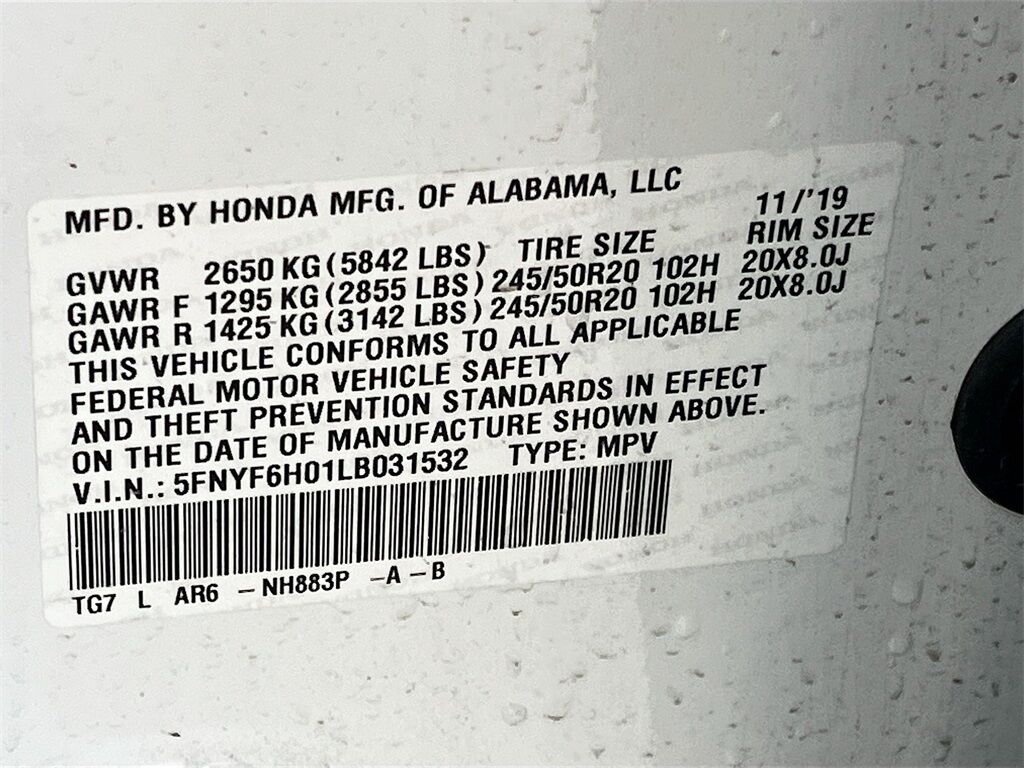 MFD. BY HONDA MFG. OF ALABAMA, LLC
11/'19
GVWR 2650 KG (5842 LBS) TIRE SIZE RIM SIZE
GAWR F 1295 KG (2855 LBS) 245/50R20 102H 20X8.0J
GAWR R 1425 KG (3142 LBS) 245/50R20 102H 20X8.0J
THIS VEHICLE CONFORMS TO ALL APPLICABLE
FEDERAL MOTOR VEHICLE SAFETY
AND THEFT PREVENTION STANDARDS IN EFFECT
ON THE DATE OF MANUFACTURE SHOWN ABOVE.
V.I.N.: 5FNYF6H01LB031532 TYPE: MPV
TG7 L AR6 -NH883P -A-B